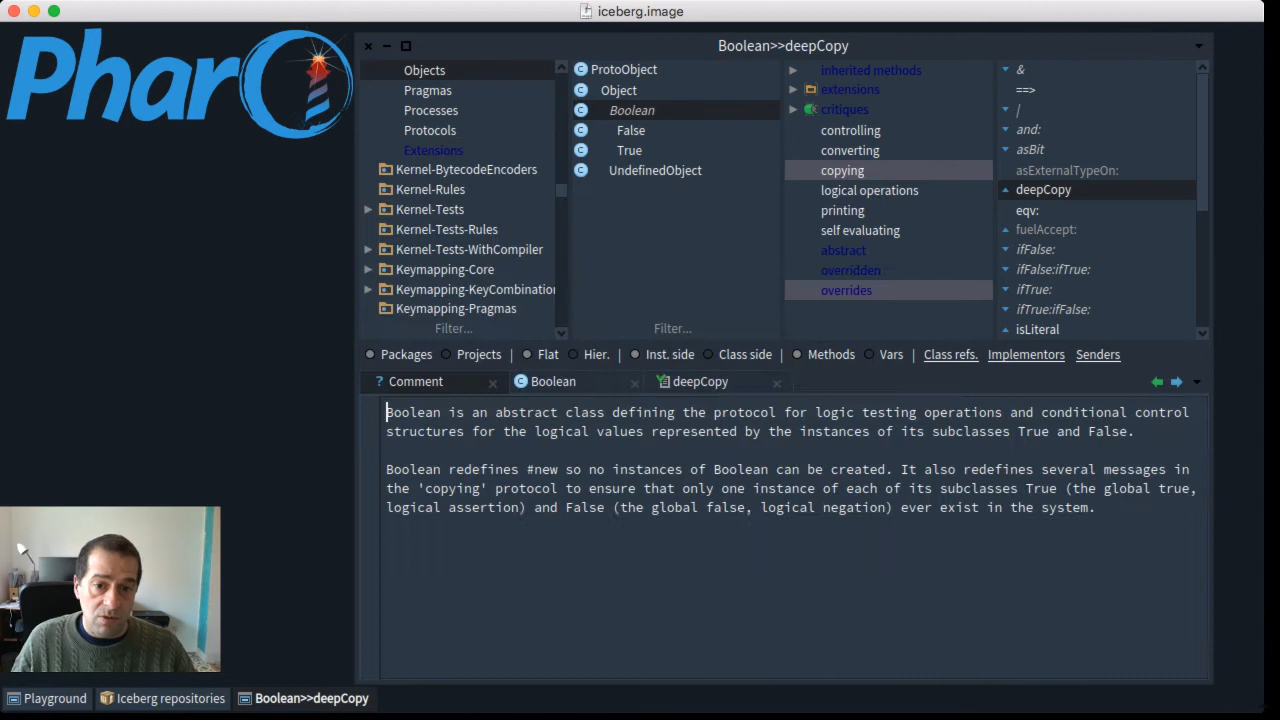 iceberg.image
Pharo
Boolean>>deepCopy
Objects
Pragmas
Processes
Protocols
Extensions
Kernel-BytecodeEncoders
Kernel-Rules
Kernel-Tests
Kernel-Tests-Rules
Kernel-Tests-WithCompiler
Keymapping-Core
Keymapping-KeyCombination
Keymapping-Pragmas
Filter...
ProtoObject
Object
Boolean
False
True
UndefinedObject
Filter...
inherited methods
extensions
critiques
controlling
converting
copying
logical operations
printing
self evaluating
abstract
overridden
overrides
&
==>
|
and:
asBit
asExternalTypeOn:
deepCopy
eqv:
fuelAccept:
ifFalse:
ifFalse:ifTrue:
ifTrue:
ifTrue:ifFalse:
isLiteral
Packages Projects | Flat Hier. | Inst. side Class side | Methods Vars | Class refs. Implementors Senders
? Comment Boolean deepCopy
Boolean is an abstract class defining the protocol for logic testing operations and conditional control
structures for the logical values represented by the instances of its subclasses True and False.
Boolean redefines #new so no instances of Boolean can be created. It also redefines several messages in
the 'copying' protocol to ensure that only one instance of each of its subclasses True (the global true,
logical assertion) and False (the global false, logical negation) ever exist in the system.
Playground Iceberg repositories Boolean>>deepCopy